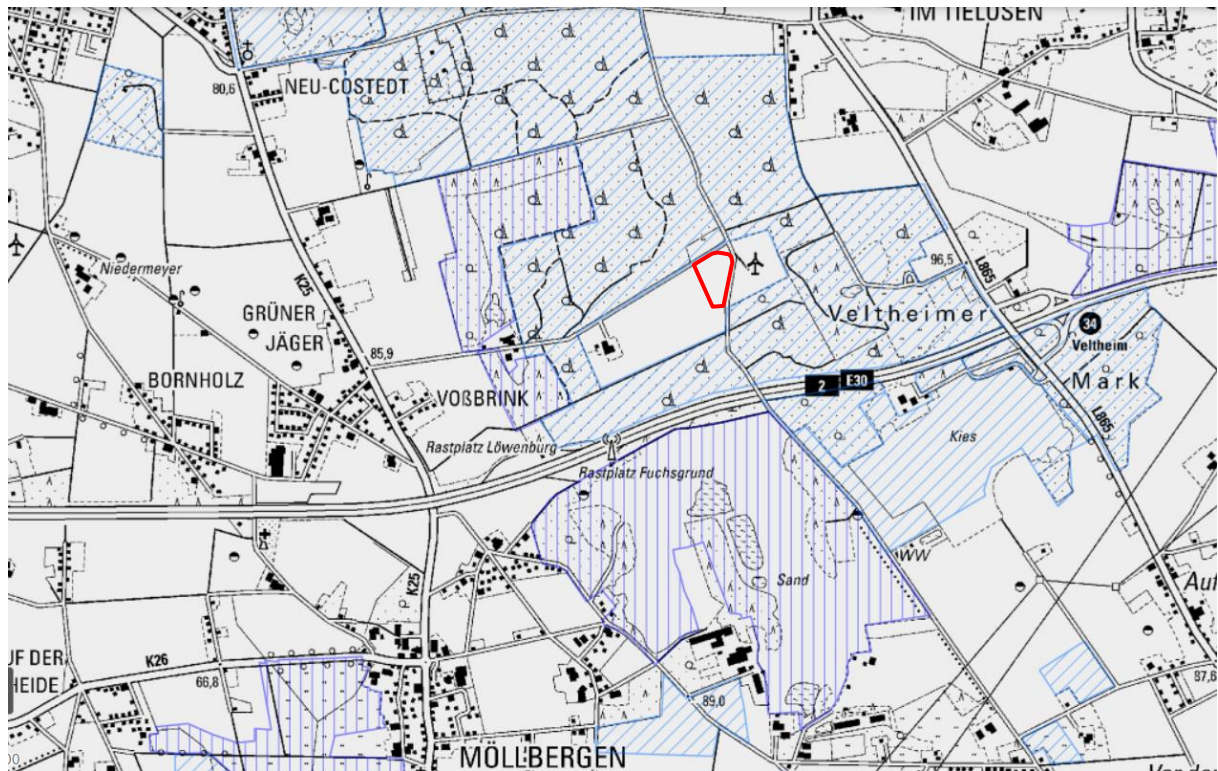 IM TIELOSEN
NEU-COSTEDT
80,6
Niedermeyer
K25
GRÜNER
JÄGER
85,9
BORNHOLZ
VOẞBRINK
96,5
L865
Veltheimer
34
Veltheim
2
E30
Mark
L865
Kies
Rastplatz Löwenburg
Rastplatz Fuchsgrund
WW
Sand
K25
Auf
UF DER
HEIDE
K26
66,8
89,0
87,6
MÖLLBERGEN